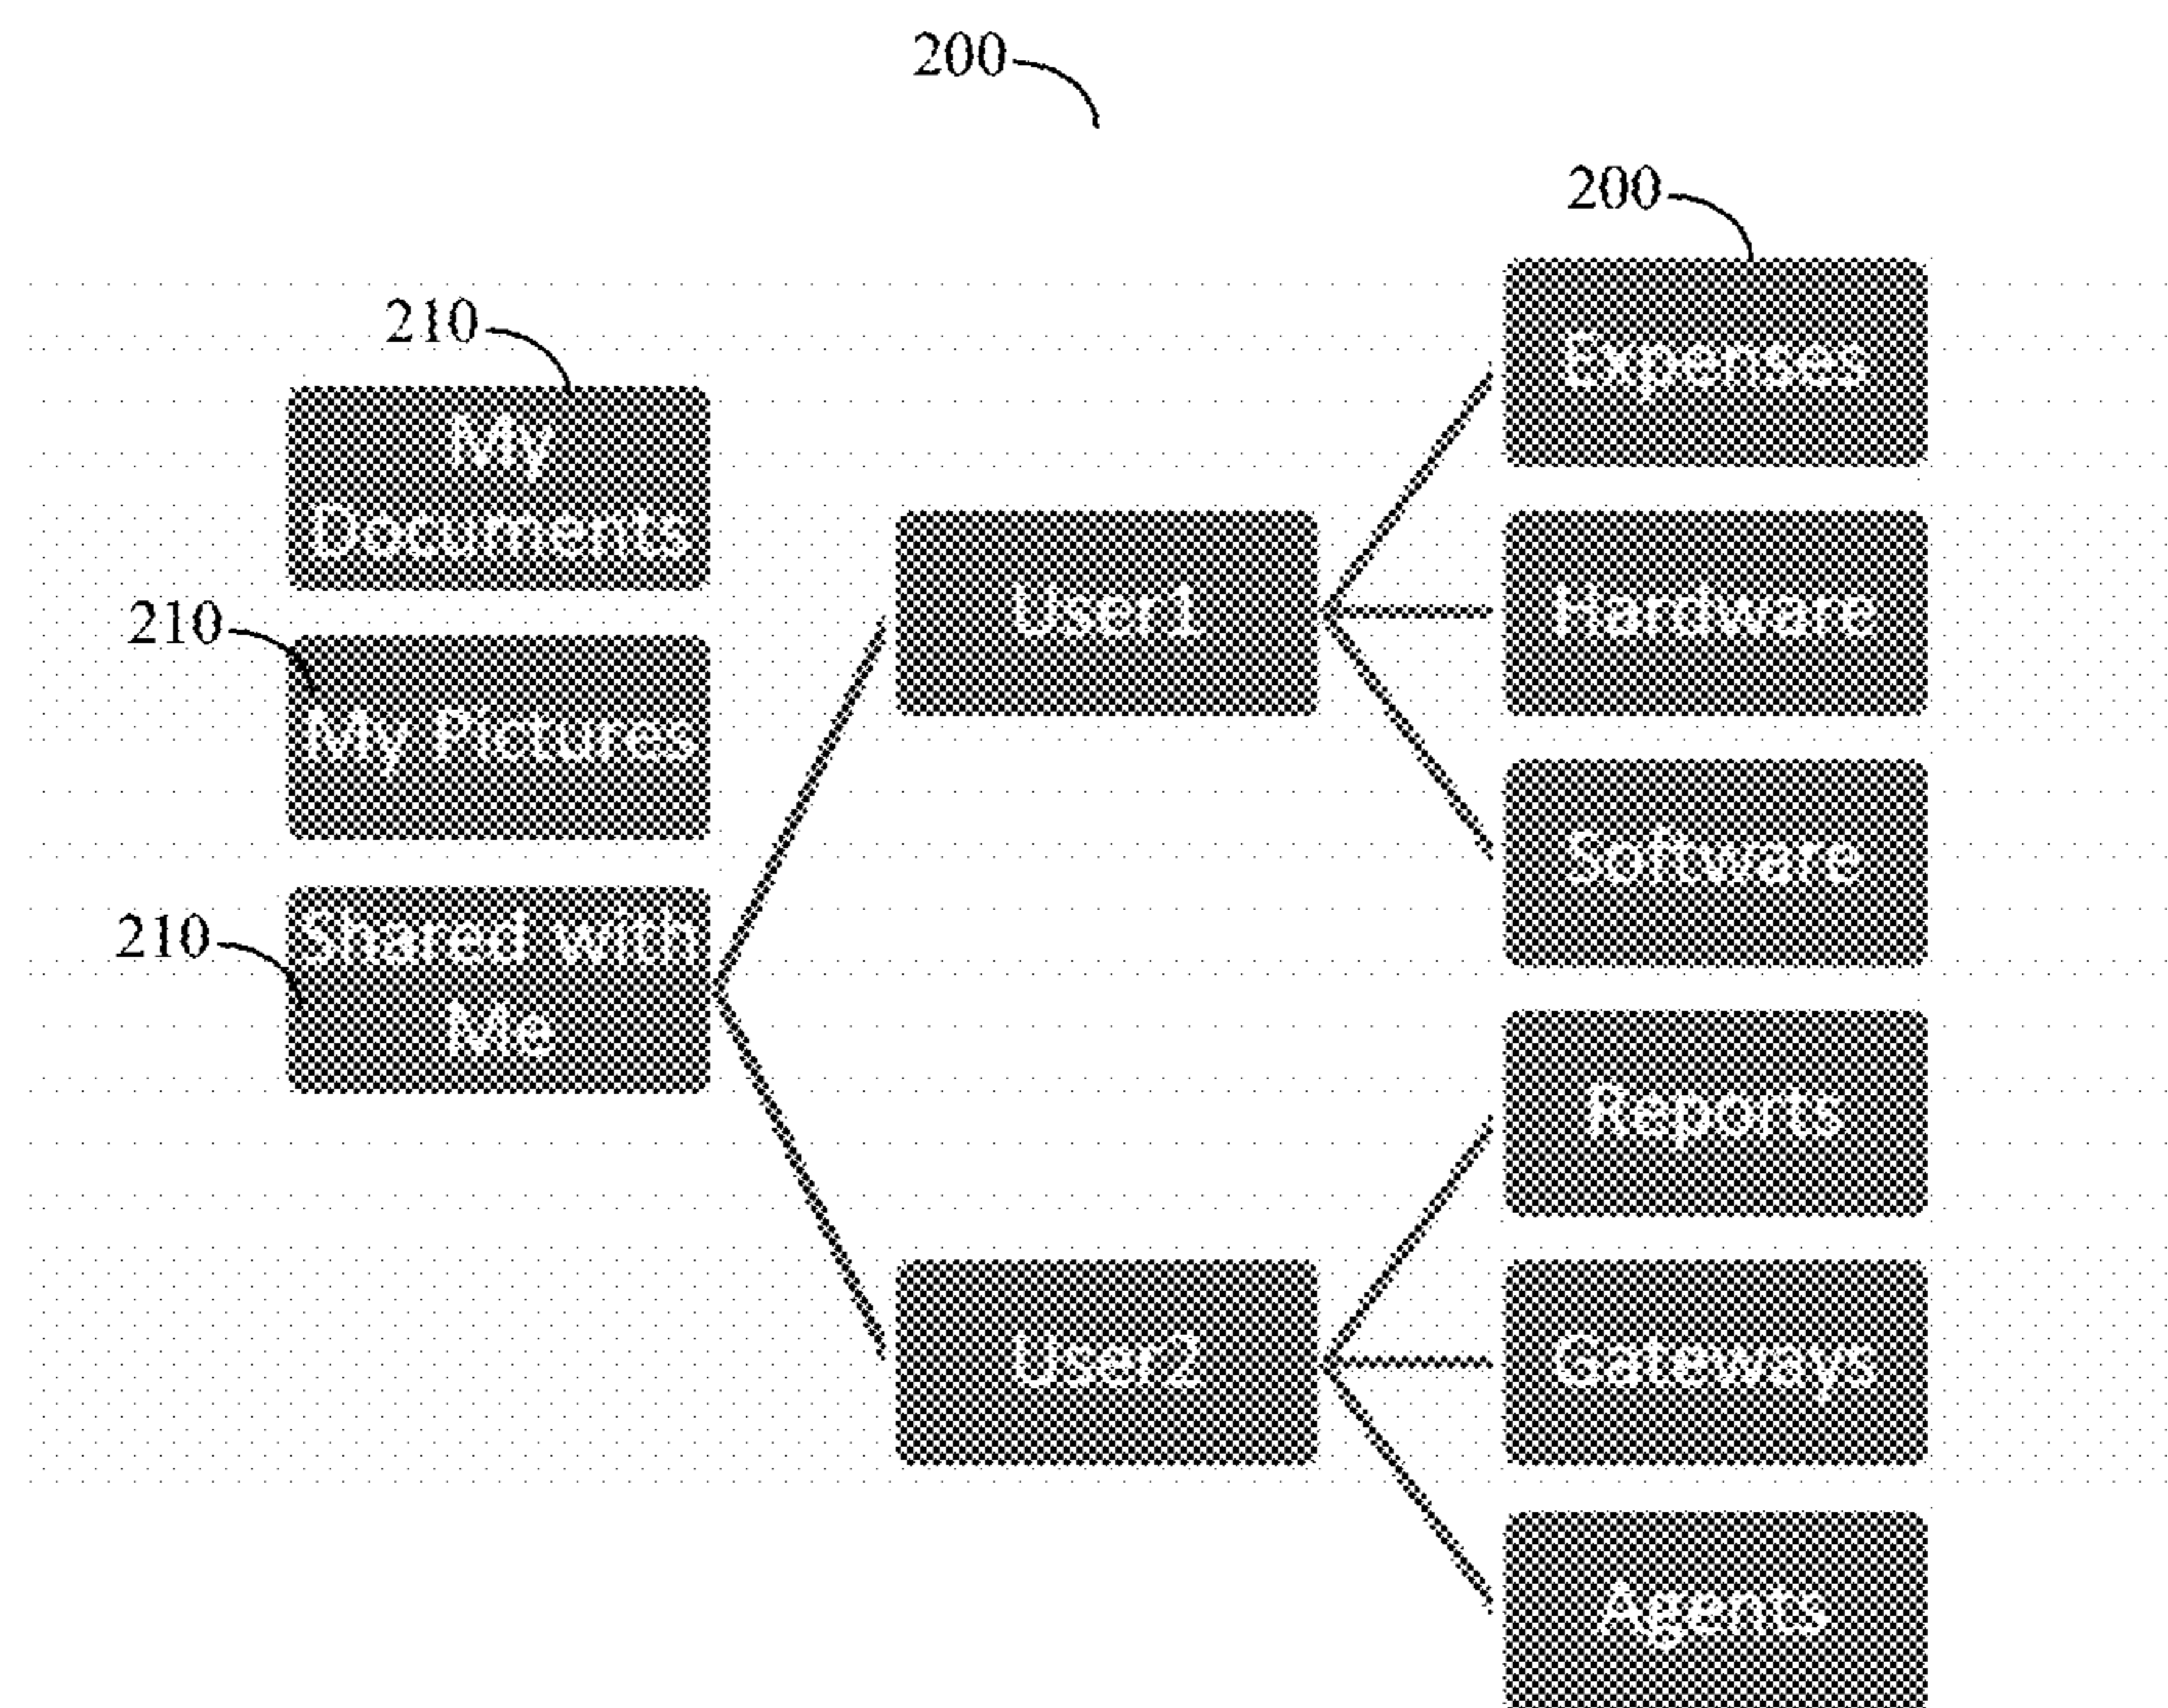 200
200
210
My
Documents
210
My Pictures
210
Shared with
Me
User1
User2
Expenses
Hardware
Software
Reports
Gateways
Agents